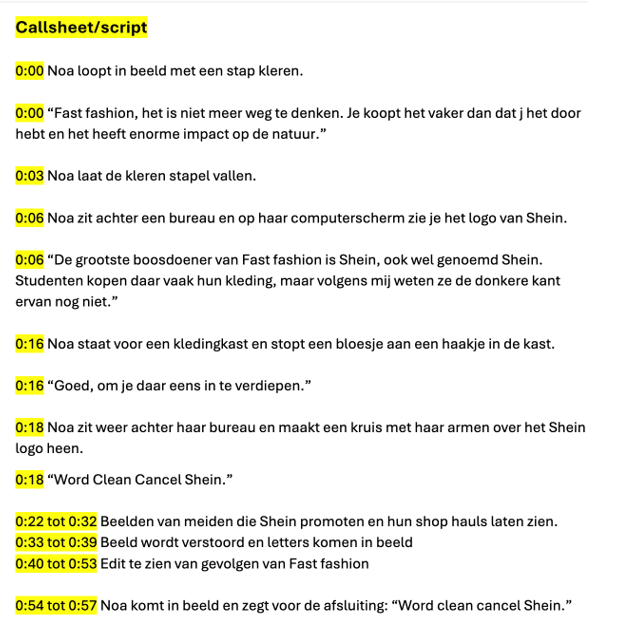 Callsheet/script
0:00 Noa loopt in beeld met een stap kleren.
0:00 “Fast fashion, het is niet meer weg te denken. Je koopt het vaker dan dat j het door
hebt en het heeft enorme impact op de natuur.”
0:03 Noa laat de kleren stapel vallen.
0:06 Noa zit achter een bureau en op haar computerscherm zie je het logo van Shein.
0:06 “De grootste boosdoener van Fast fashion is Shein, ook wel genoemd Shein.
Studenten kopen daar vaak hun kleding, maar volgens mij weten ze de donkere kant
ervan nog niet.”
0:16 Noa staat voor een kledingkast en stopt een bloesje aan een haakje in de kast.
0:16 “Goed, om je daar eens in te verdiepen.”
0:18 Noa zit weer achter haar bureau en maakt een kruis met haar armen over het Shein
logo heen.
0:18 “Word Clean Cancel Shein.”
0:22 tot 0:32 Beelden van meiden die Shein promoten en hun shop hauls laten zien.
0:33 tot 0:39 Beeld wordt verstoord en letters komen in beeld
0:40 tot 0:53 Edit te zien van gevolgen van Fast fashion
0:54 tot 0:57 Noa komt in beeld en zegt voor de afsluiting: “Word clean cancel Shein.”